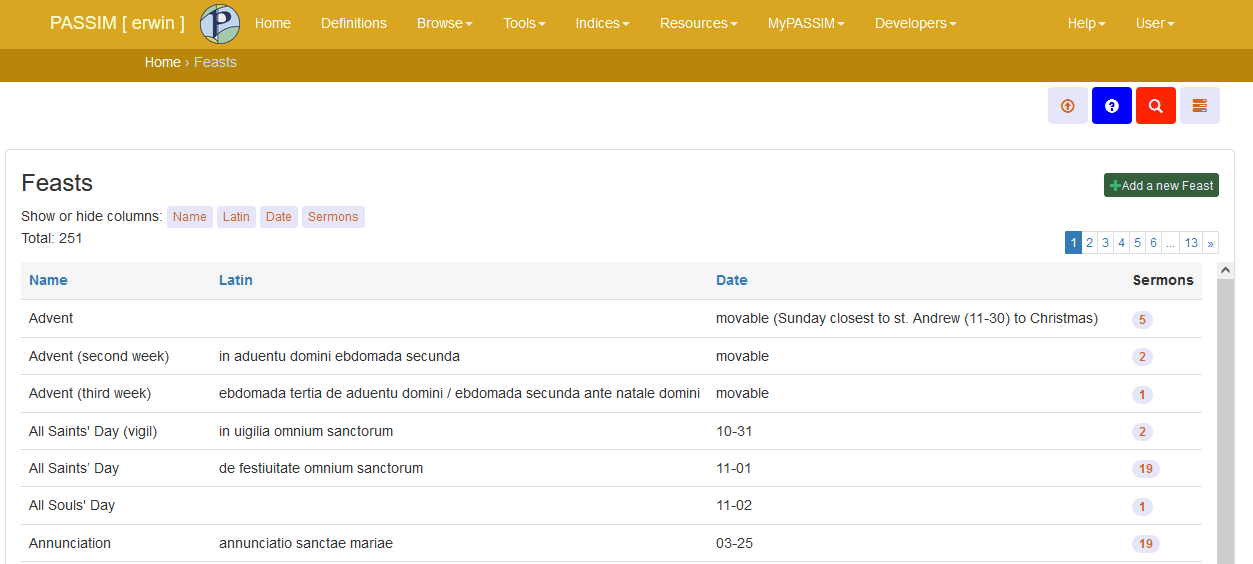 PASSIM [ erwin ] P Home Definitions Browse Tools Indices Resources MyPASSIM Developers Help User
Home › Feasts
Feasts
Add a new Feast
Show or hide columns: Name Latin Date Sermons
Total: 251
1 2 3 4 5 6 ... 13 »
Name Latin Date Sermons
Advent movable (Sunday closest to st. Andrew (11-30) to Christmas) 5
Advent (second week) in aduentu domini ebdomada secunda movable 2
Advent (third week) ebdomada tertia de aduentu domini / ebdomada secunda ante natale domini movable 1
All Saints' Day (vigil) in uigilia omnium sanctorum 10-31 2
All Saints’ Day de festiuitate omnium sanctorum 11-01 19
All Souls' Day 11-02 1
Annunciation annunciatio sanctae mariae 03-25 19